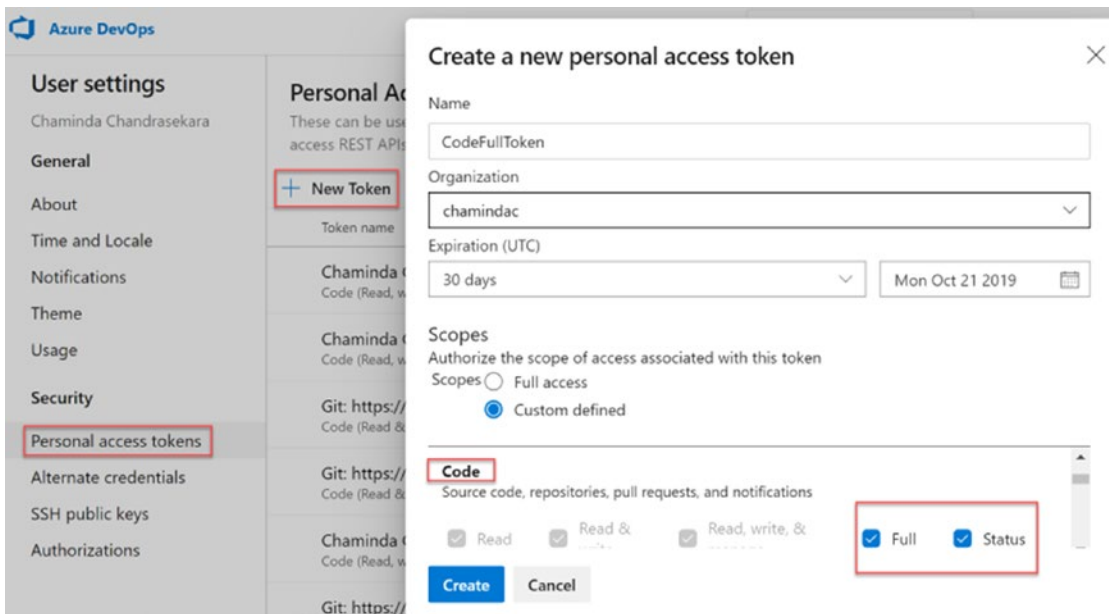 Azure DevOps
User settings
Chaminda Chandrasekara
General
About
Time and Locale
Notifications
Theme
Usage
Security
Personal access tokens
Alternate credentials
SSH public keys
Authorizations
Personal
These can be use
access REST APIs
New Token
Token name
Chaminda
Code (Read, w
Chaminda
Code (Read, w
Git: https://
Code (Read &
Git: https://
Code (Read &
Chaminda
Code (Read, w
Git: https://
Create a new personal access token
Name
CodeFullToken
Organization
chamindac
Expiration (UTC)
30 days Mon Oct 21 2019
Scopes
Authorize the scope of access associated with this token
Scopes Full access
Custom defined
Code
Source code, repositories, pull requests, and notifications
Read Read & Read, write, & Full Status
Create Cancel